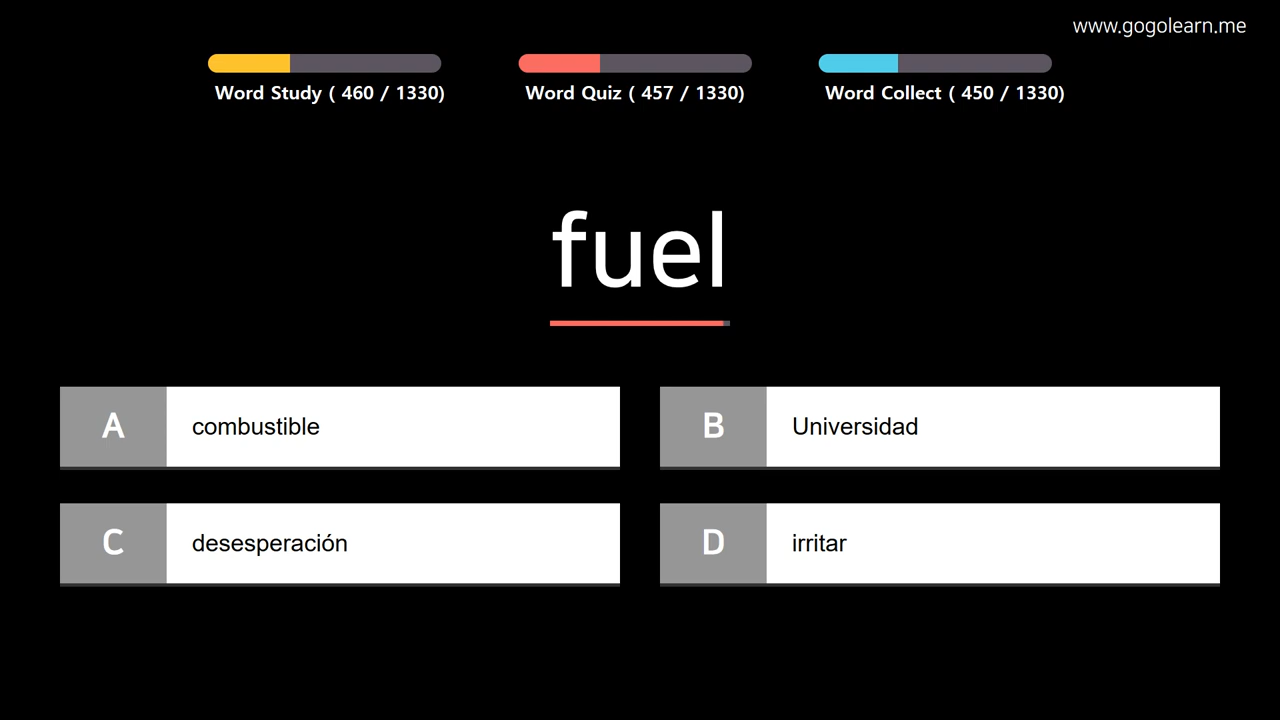 www.gogolearn.me
Word Study ( 460 / 1330)
Word Quiz ( 457 / 1330)
Word Collect ( 450 / 1330)
fuel
A combustible
B Universidad
C desesperación
D irritar